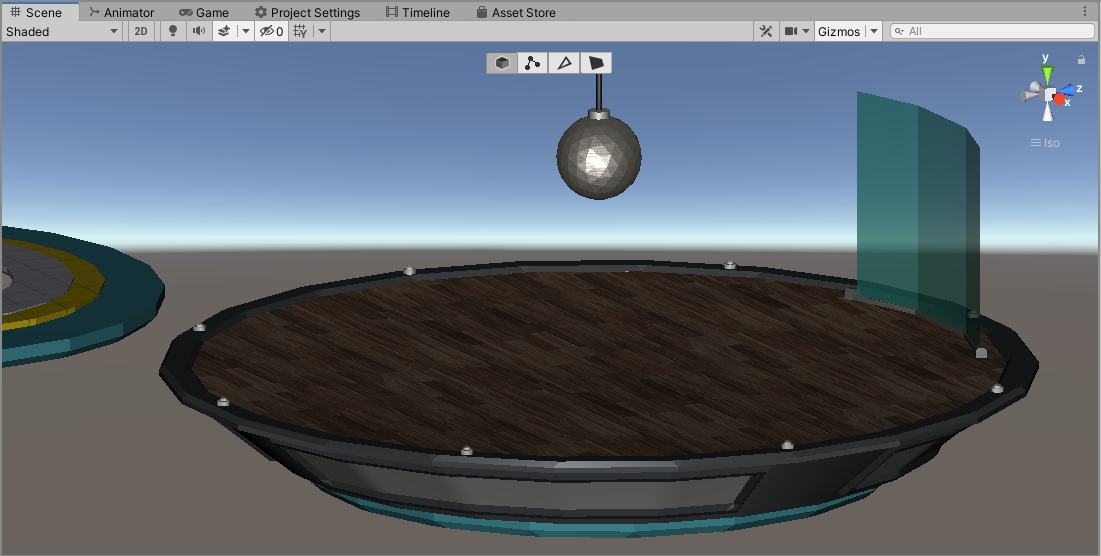 Scene Animator Game Project Settings Timeline Asset Store
Shaded 2D 0 Gizmos All
y
z
x
Iso